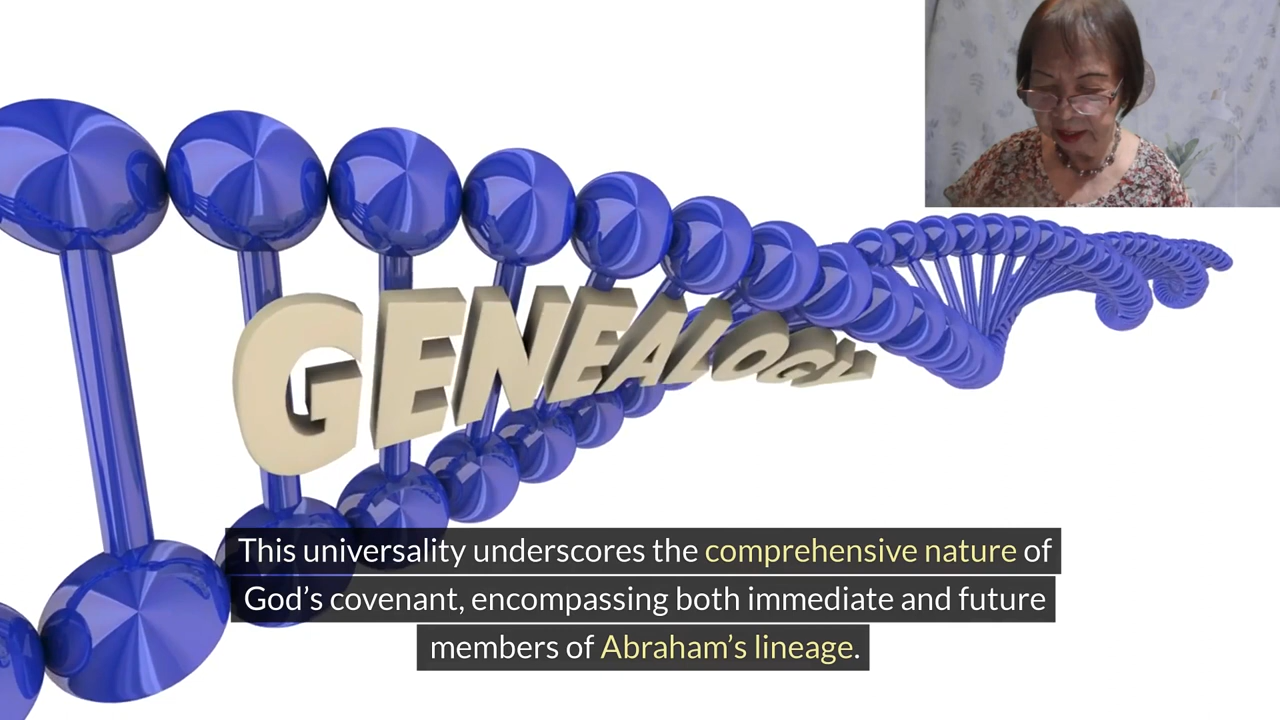 GENEALOGY
This universality underscores the comprehensive nature of
God’s covenant, encompassing both immediate and future
members of Abraham’s lineage.